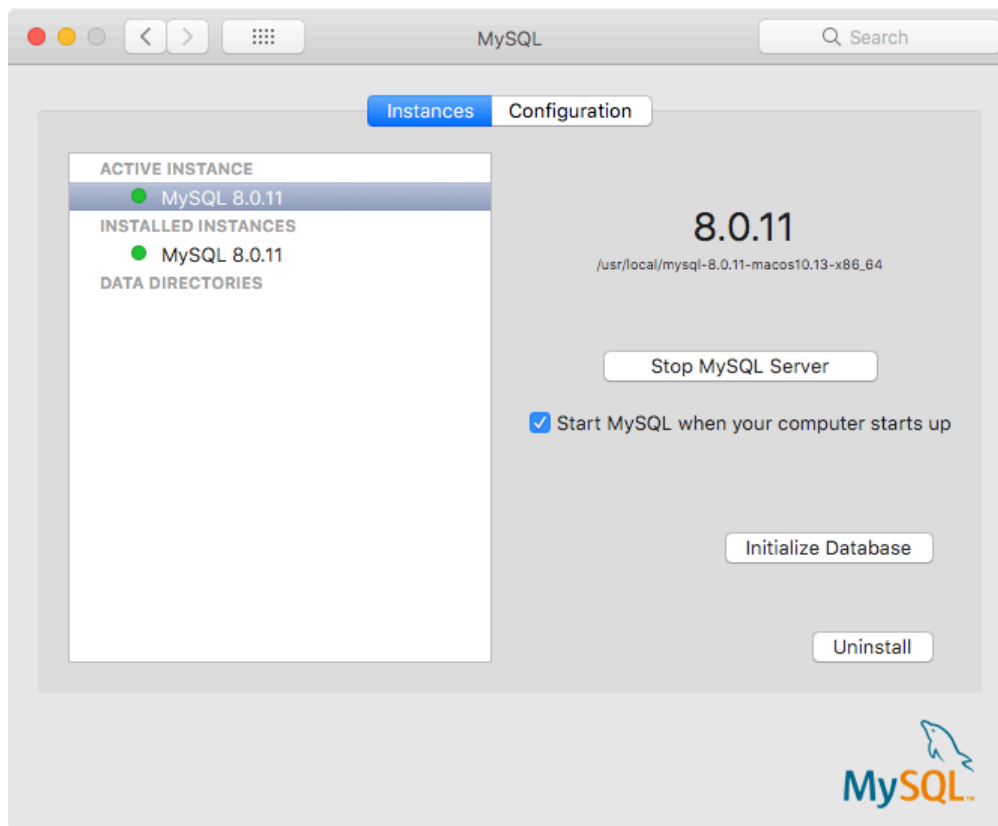 MySQL
Search
Instances
Configuration
ACTIVE INSTANCE
MySQL 8.0.11
INSTALLED INSTANCES
MySQL 8.0.11
DATA DIRECTORIES
8.0.11
/usr/local/mysql-8.0.11-macos10.13-x86_64
Stop MySQL Server
Start MySQL when your computer starts up
Initialize Database
Uninstall
MySQL™